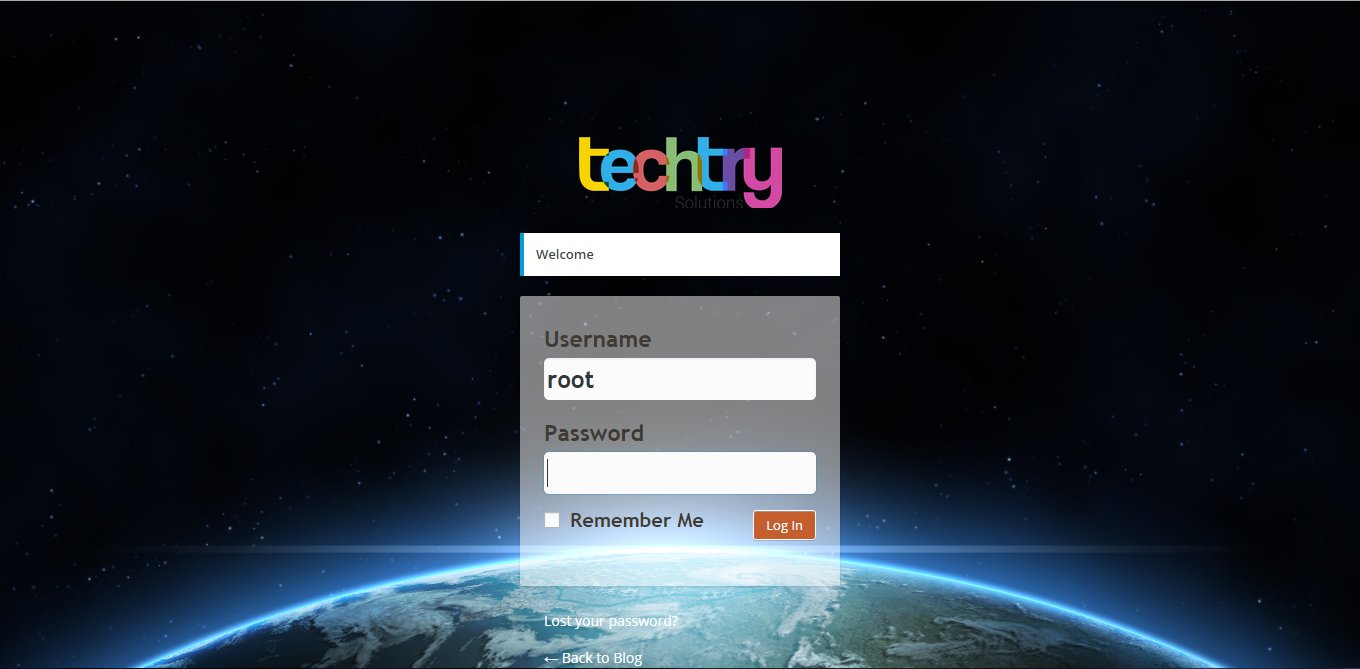 techtry
Solutions
Welcome
Username
root
Password
Remember Me
Log In
Lost your password?
← Back to Blog